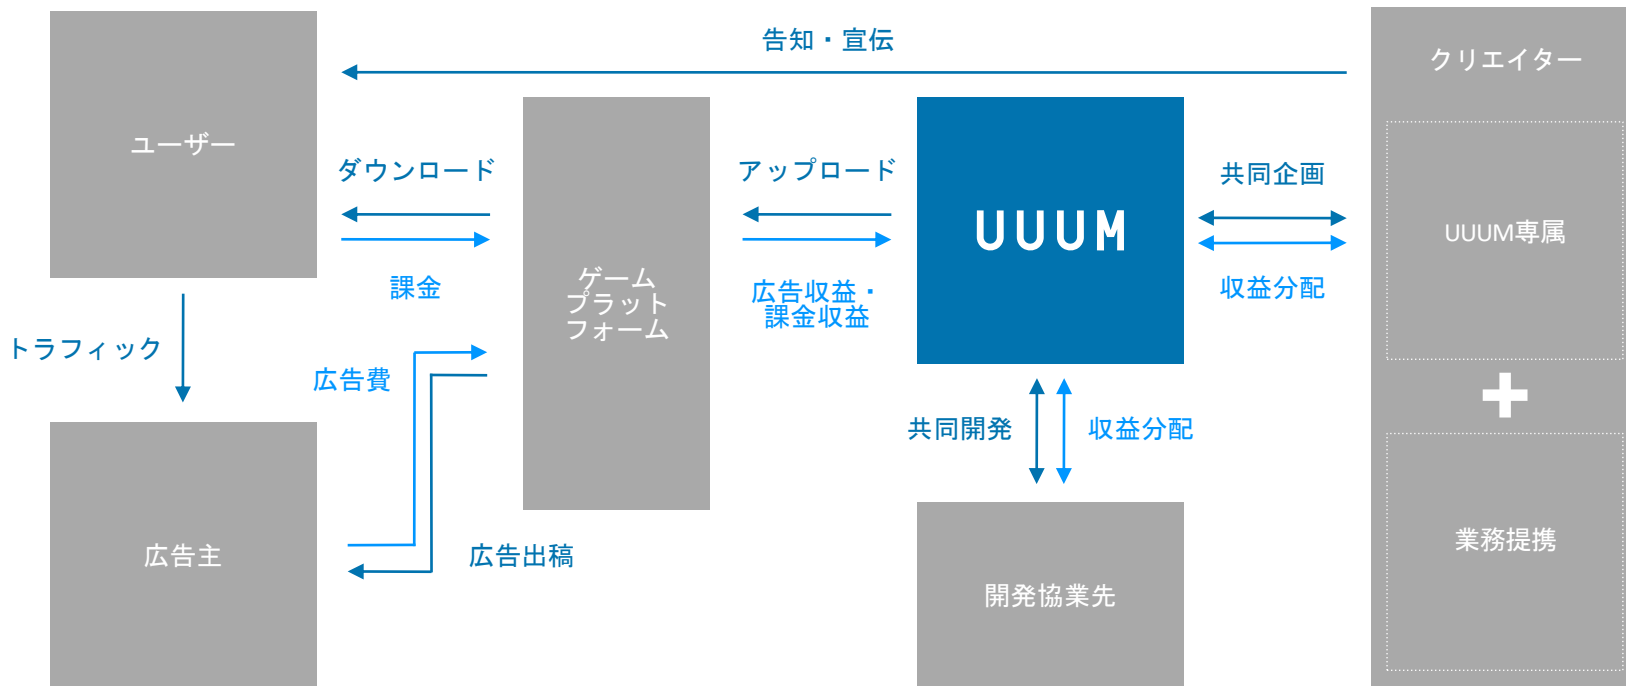 告知・宣伝
クリエイター
ユーザー
ダウンロード
アップロード
共同企画
UUUM
UUUM専属
課金
ゲーム
プラット
フォーム
広告収益・
課金収益
収益分配
トラフィック
広告費
共同開発
収益分配
広告主
広告出稿
開発協業先
業務提携